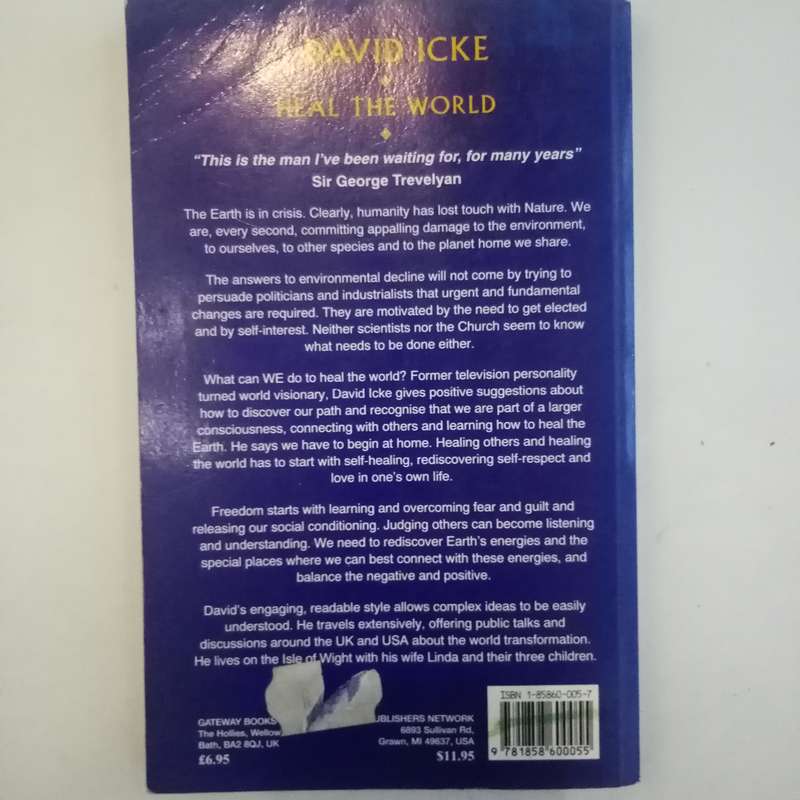 DAVID ICKE
HEAL THE WORLD
“This is the man I’ve been waiting for, for many years”
Sir George Trevelyan
The Earth is in crisis. Clearly, humanity has lost touch with Nature. We
are, every second, committing appalling damage to the environment,
to ourselves, to other species and to the planet home we share.
The answers to environmental decline will not come by trying to
persuade politicians and industrialists that urgent and fundamental
changes are required. They are motivated by the need to get elected
and by self-interest. Neither scientists nor the Church seem to know
what needs to be done either.
What can WE do to heal the world? Former television personality
turned world visionary, David Icke gives positive suggestions about
how to discover our path and recognise that we are part of a larger
consciousness, connecting with others and learning how to heal the
Earth. He says we have to begin at home. Healing others and healing
the world has to start with self-healing, rediscovering self-respect and
love in one’s own life.
Freedom starts with learning and overcoming fear and guilt and
releasing our social conditioning. Judging others can become listening
and understanding. We need to rediscover Earth’s energies and the
special places where we can best connect with these energies, and
balance the negative and positive.
David’s engaging, readable style allows complex ideas to be easily
understood. He travels extensively, offering public talks and
discussions around the UK and USA about the world transformation.
He lives on the Isle of Wight with his wife Linda and their three children.
GATEWAY BOOKS
The Hollies, Wellow
Bath, BA2 8QJ, UK
£6.95
UBLISHERS NETWORK
6893 Sullivan Rd,
Grawn, MI 49637, USA
$11.95
ISBN 1-85860-005-7
9 781858 600055